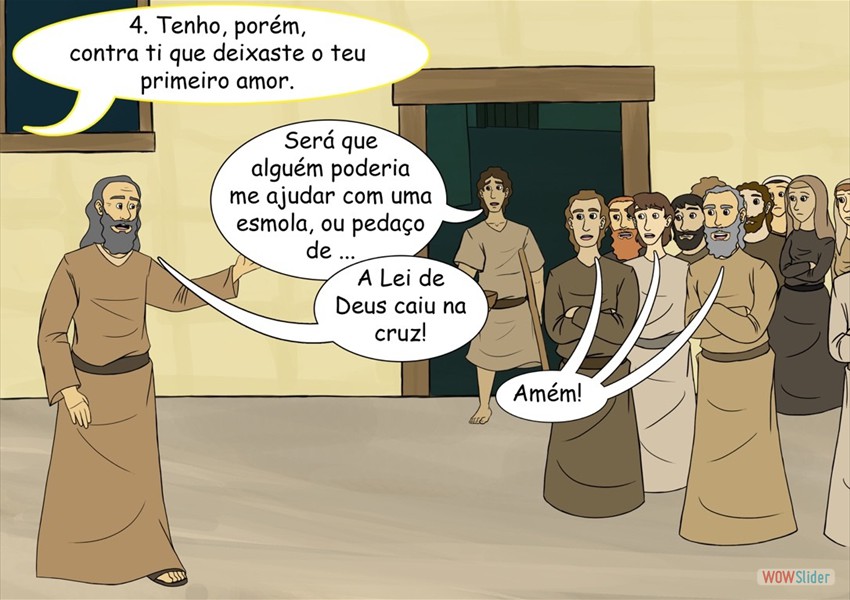 4. Tenho, porém,
contra ti que deixaste o teu
primeiro amor.
Será que
alguém poderia
me ajudar com uma
esmola, ou pedaço
de ...
A Lei de
Deus caiu na
cruz!
Amém!
WOWSlider